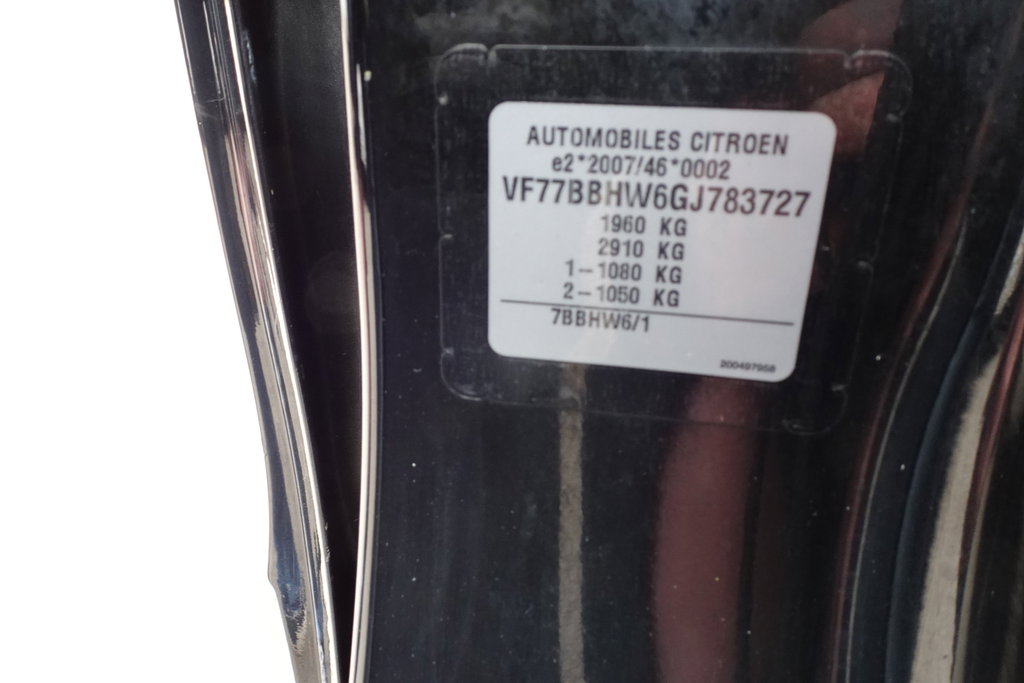 AUTOMOBILES CITROEN
e2*2007/46*0002
VF77BBHW6GJ783727
1960 KG
2910 KG
1-1080 KG
2-1050 KG
7BBHW6/1
200497958